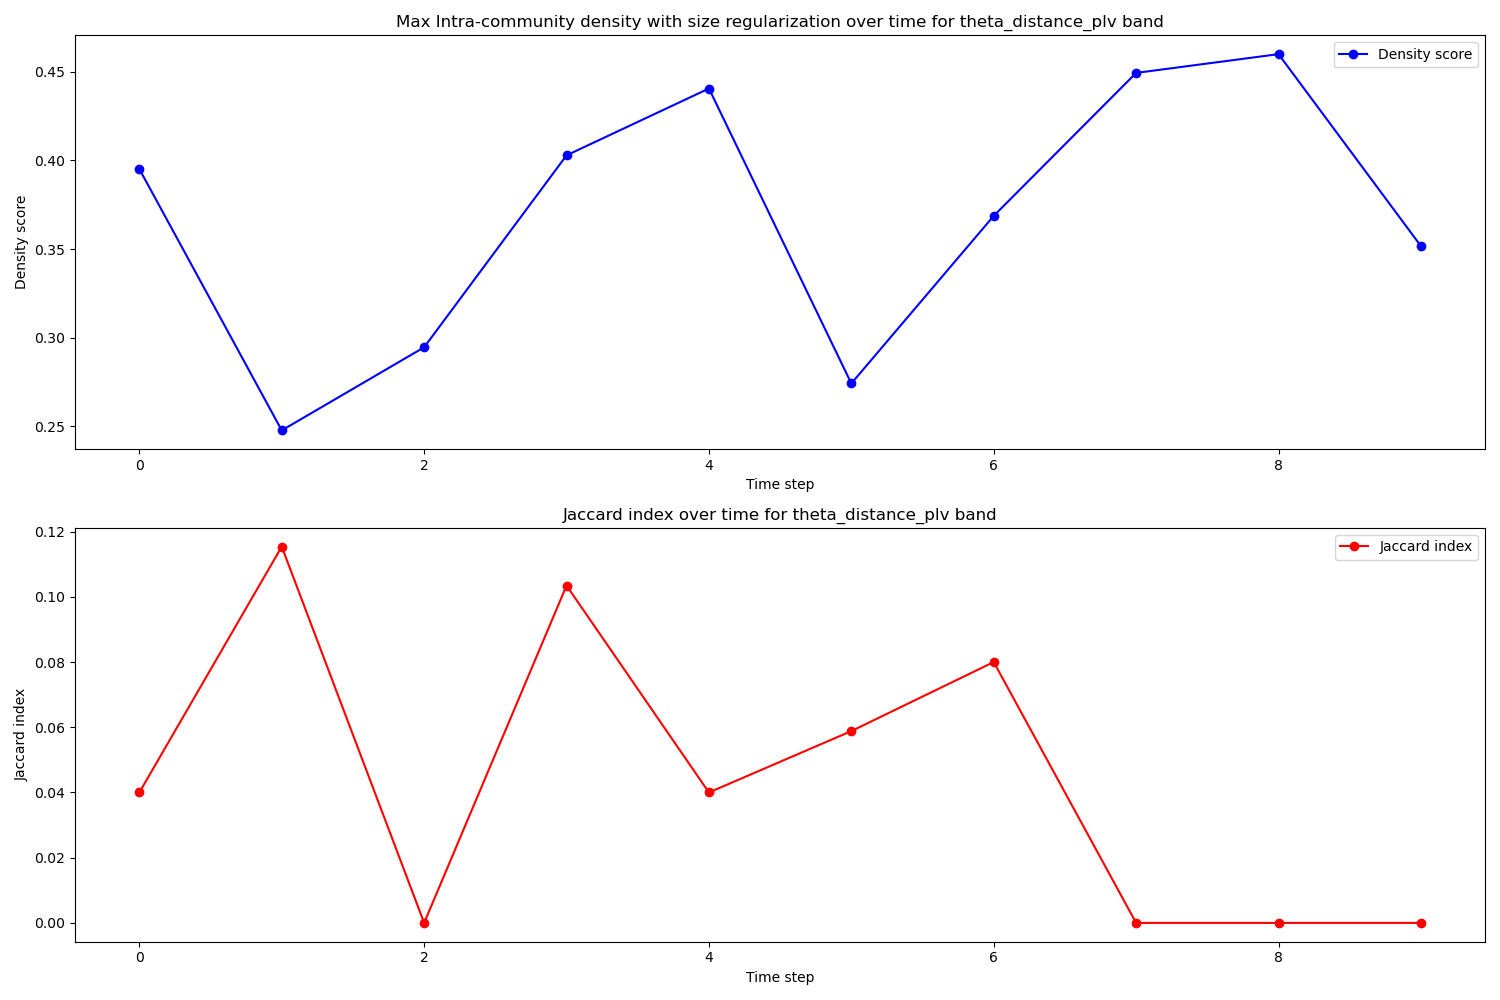 Max Intra-community density with size regularization over time for theta_distance_plv band
Density score
0.45
0.40
0.35
0.30
0.25
Density score
0 2 4 6 8
Time step
Jaccard index over time for theta_distance_plv band
0.12
Jaccard index
0.10
0.08
0.06
0.04
0.02
0.00
Jaccard index
0 2 4 6 8
Time step